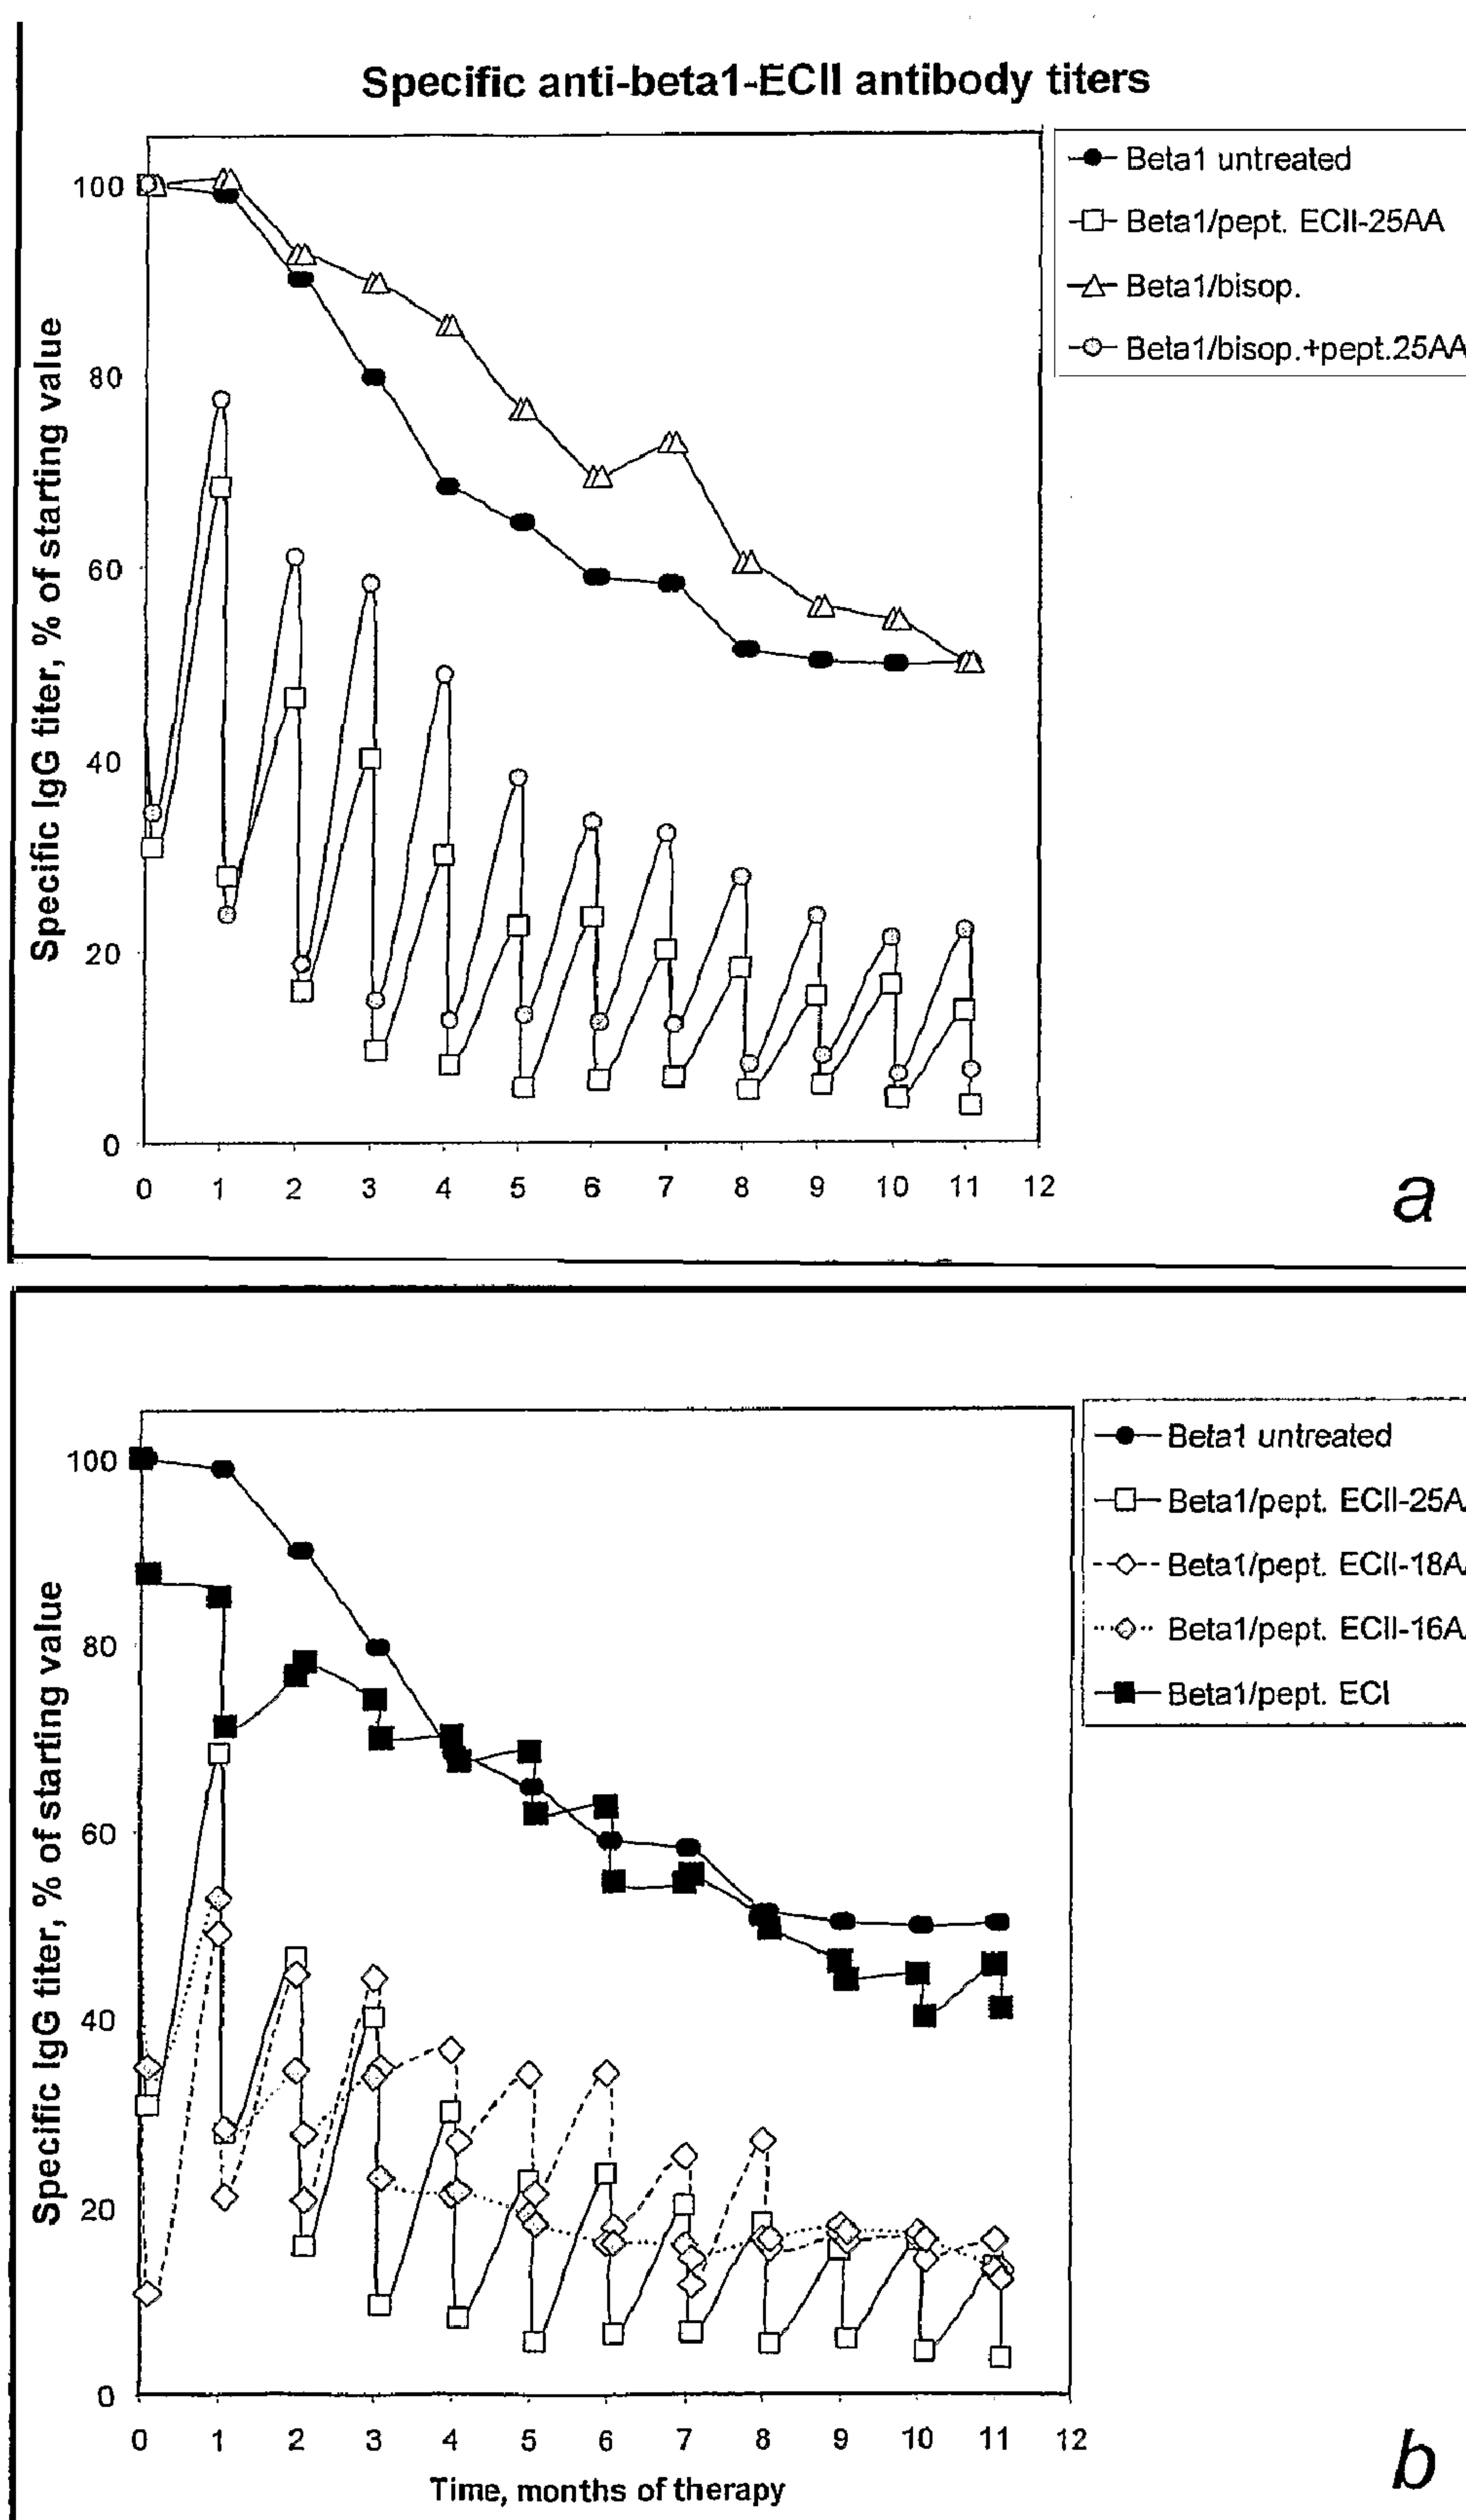 Specific anti-beta1-ECII antibody titers
Beta1 untreated
Beta1/pept. ECII-25AA
Beta1/bisop.
Beta1/bisop.+pept.25AA
Specific IgG titer, % of starting value
100
80
60
40
20
0
0 1 2 3 4 5 6 7 8 9 10 11 12
a
Beta1 untreated
Beta1/pept. ECII-25A
Beta1/pept. ECII-18A
Beta1/pept. ECII-16A
Beta1/pept. ECI
Specific IgG titer, % of starting value
100
80
60
40
20
0
0 1 2 3 4 5 6 7 8 9 10 11 12
Time, months of therapy
b